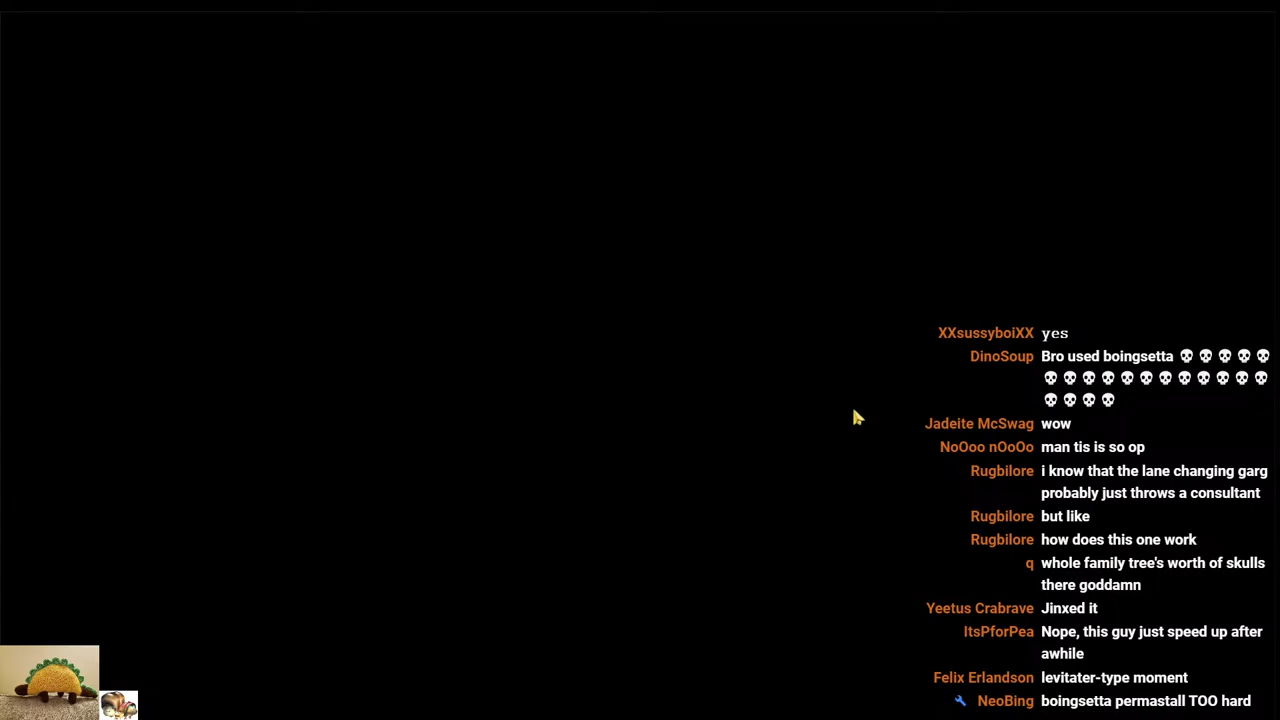 XXsussyboiXX yes
DinoSoup Bro used boingsetta 💀 💀 💀 💀 💀
💀 💀 💀 💀 💀 💀 💀 💀 💀 💀 💀 💀
💀 💀 💀 💀
Jadeite McSwag wow
NoOoo nOoOo man tis is so op
Rugbilore i know that the lane changing garg
probably just throws a consultant
Rugbilore but like
Rugbilore how does this one work
q whole family tree's worth of skulls
there goddamn
Yeetus Crabrave Jinxed it
ItsPforPea Nope, this guy just speed up after
awhile
Felix Erlandson levitater-type moment
NeoBing boingsetta permastall TOO hard